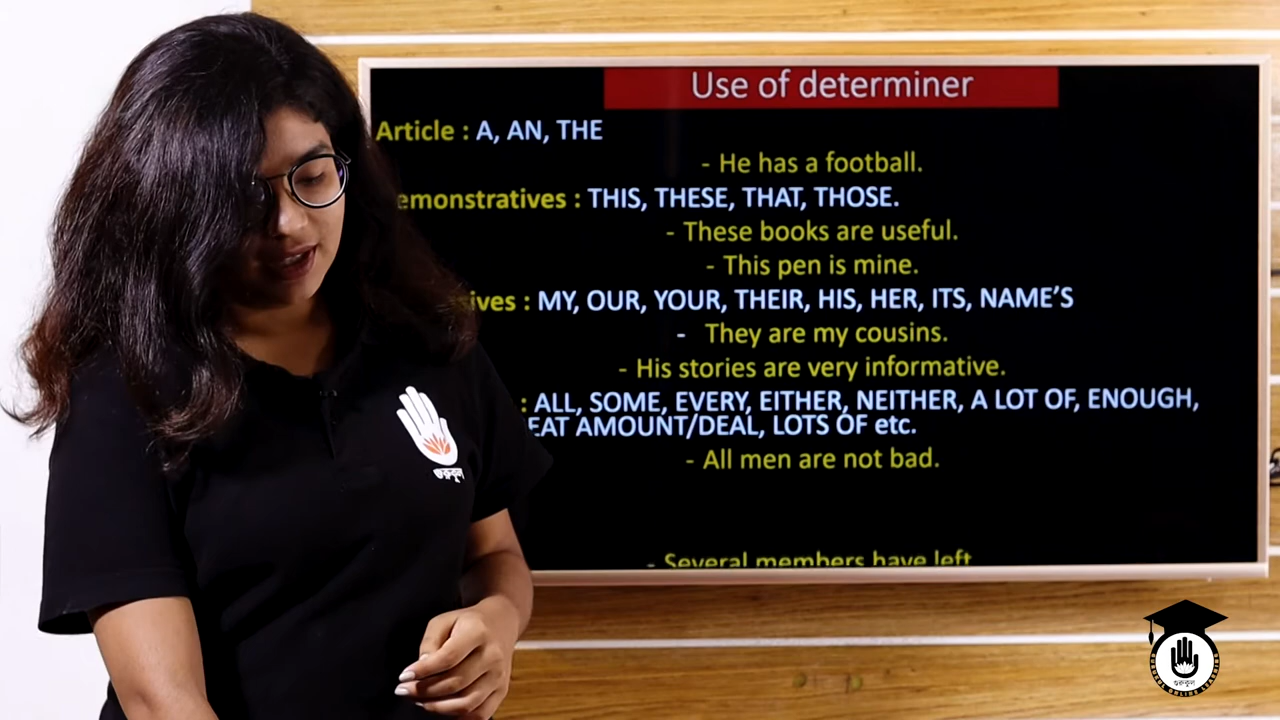 Use of determiner
Article : A, AN, THE
- He has a football.
emonstratives : THIS, THESE, THAT, THOSE.
- These books are useful.
- This pen is mine.
ives : MY, OUR, YOUR, THEIR, HIS, HER, ITS, NAME'S
- They are my cousins.
- His stories are very informative.
: ALL, SOME, EVERY, EITHER, NEITHER, A LOT OF, ENOUGH,
EAT AMOUNT/DEAL, LOTS OF etc.
- All men are not bad.
- Several members have left
গুরুকুল
GURUKUL ONLINE LEARNING
গুরুকুল